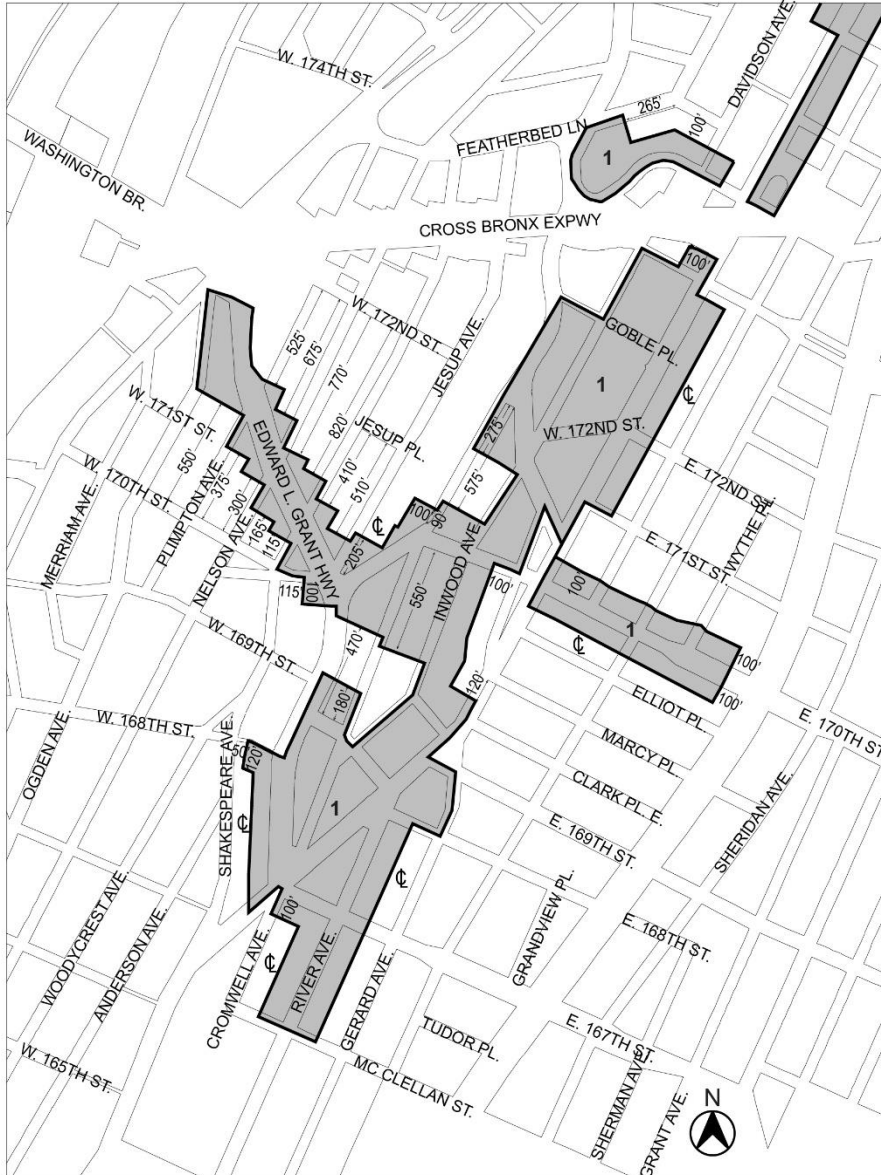 DAVIDSON AVE.
W. 174TH ST.
265'
100'
FEATHERBED LN
1
WASHINGTON BR.
CROSS BRONX EXPWY
100'
W. 172ND ST.
525'
675'
770'
820'
JESUP AVE.
GOBLE PL.
1
℄
W. 171ST ST.
JESUP PL.
410'
510'
275'
W. 172ND ST.
EDWARD L. GRANT HWY
W. 170TH ST.
550'
375'
300'
165'
115'
MERRIAM AVE.
PLIMPTON AVE.
NELSON AVE.
℄
100'
90'
575'
E. 172ND ST.
WYTHE PL.
E. 171ST ST.
205'
INWOOD AVE.
115'
100'
550'
100'
100'
1
℄
100'
100'
W. 169TH ST.
470'
120'
180'
ELLIOT PL.
E. 170TH ST.
W. 168TH ST.
50'
120'
MARCY PL.
OGDEN AVE.
SHAKESPEARE AVE.
CLARK PL. E.
1
℄
E. 169TH ST.
SHERIDAN AVE.
℄
WOODYCREST AVE.
ANDERSON AVE.
100'
GRANDVIEW PL.
E. 168TH ST.
CROMWELL AVE.
℄
RIVER AVE.
GERARD AVE.
TUDOR PL.
E. 167TH ST.
W. 165TH ST.
MC CLELLAN ST.
SHERMAN AVE.
GRANT AVE.
N